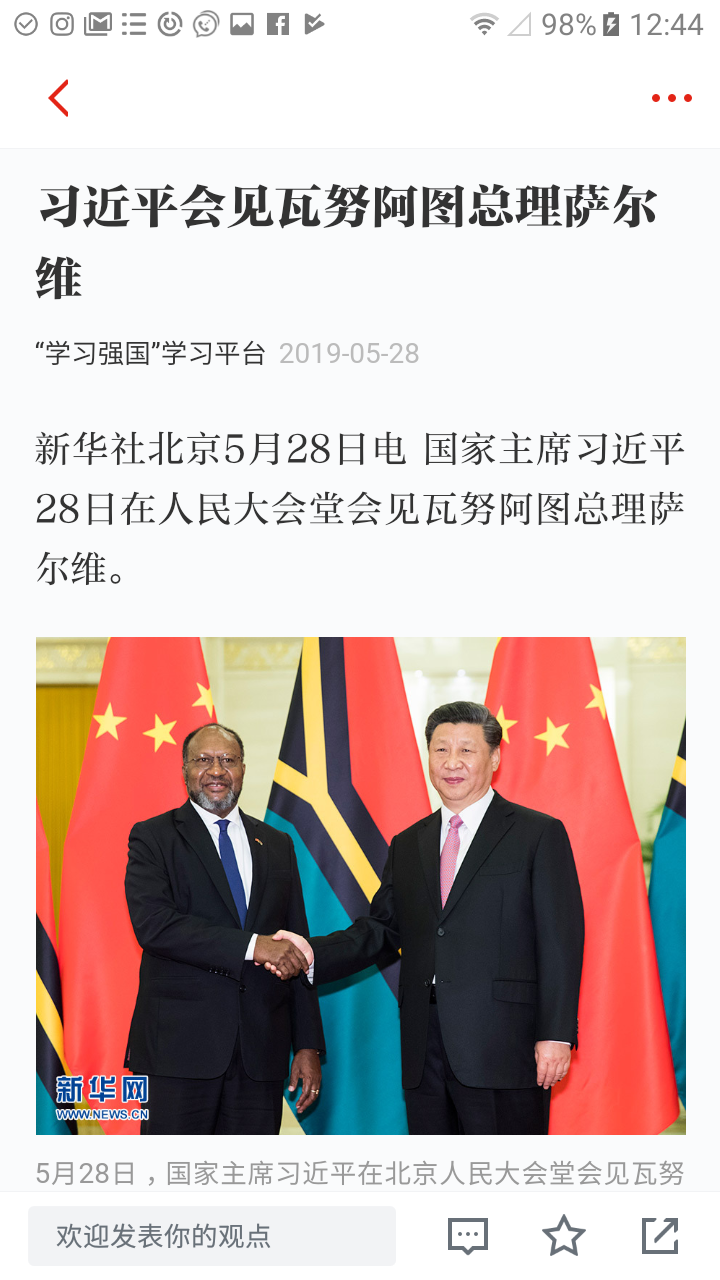 98% 12:44
习近平会见瓦努阿图总理萨尔
维
“学习强国”学习平台 2019-05-28
新华社北京5月28日电 国家主席习近平
28日在人民大会堂会见瓦努阿图总理萨
尔维。
新华网
WWW.NEWS.CN
5月28日，国家主席习近平在北京人民大会堂会见瓦努
欢迎发表你的观点